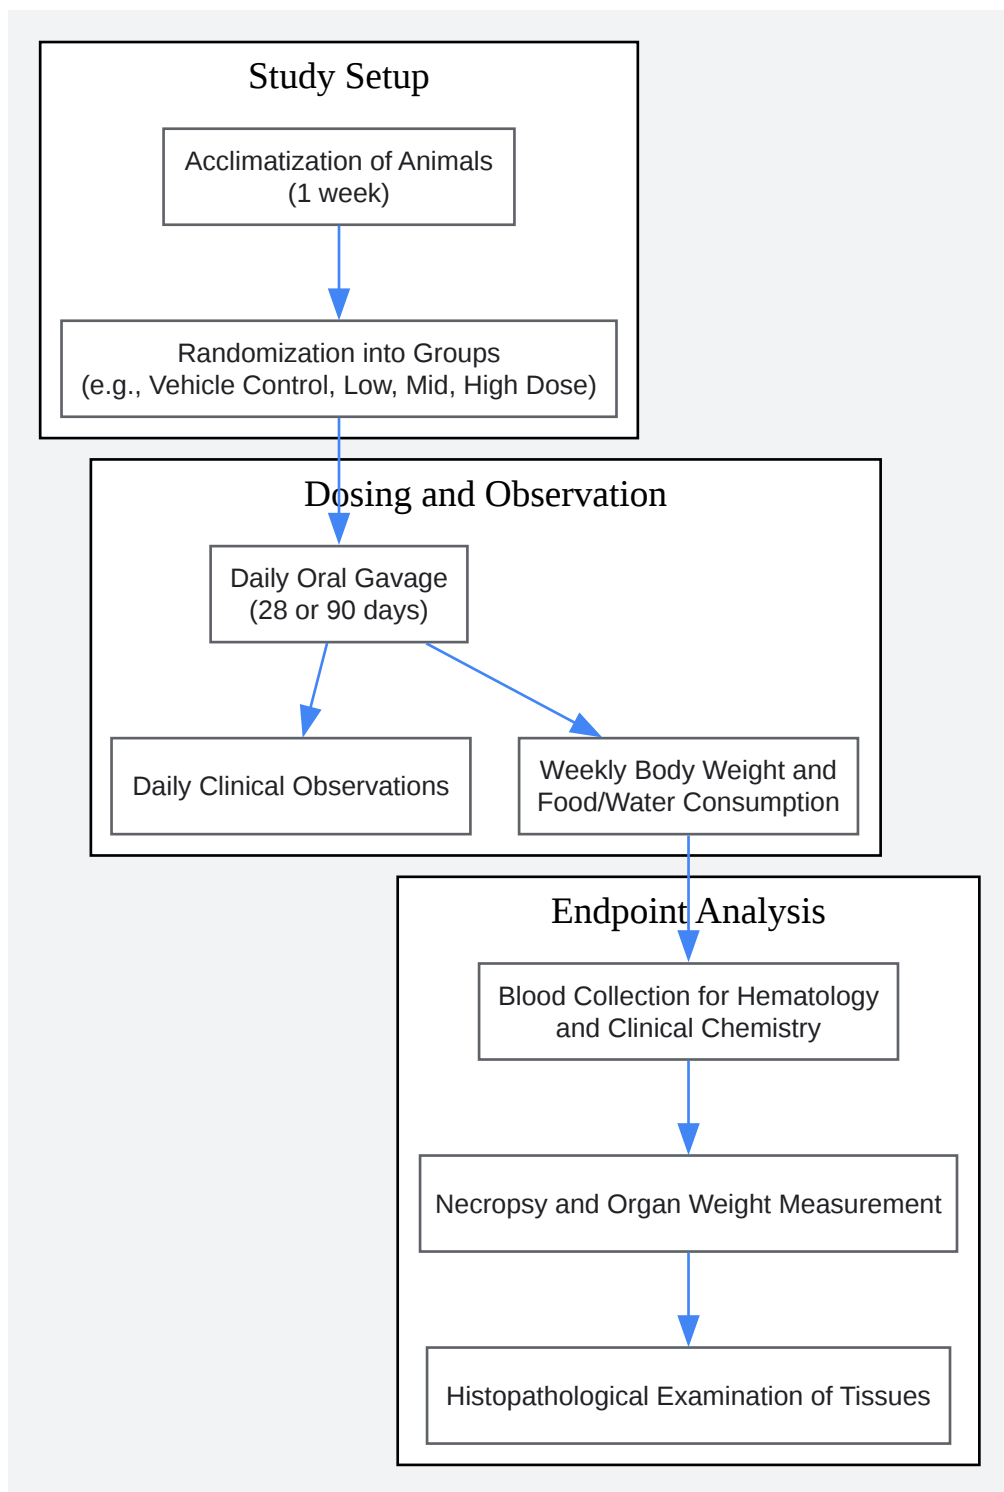 Study Setup
Acclimatization of Animals
(1 week)
Randomization into Groups
(e.g., Vehicle Control, Low, Mid, High Dose)
Dosing and Observation
Daily Oral Gavage
(28 or 90 days)
Daily Clinical Observations
Weekly Body Weight and
Food/Water Consumption
Endpoint Analysis
Blood Collection for Hematology
and Clinical Chemistry
Necropsy and Organ Weight Measurement
Histopathological Examination of Tissues